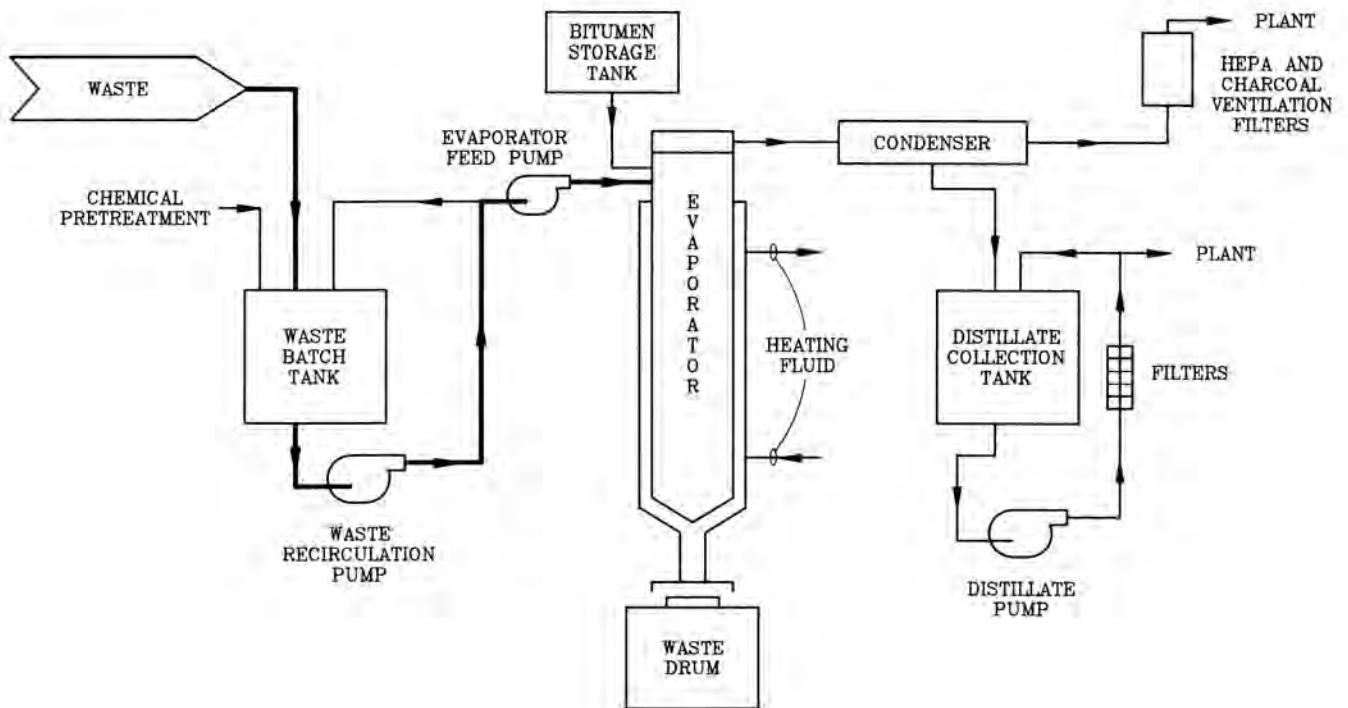 BITUMEN
STORAGE
TANK
PLANT
HEPA AND
CHARCOAL
VENTILATION
FILTERS
WASTE
EVAPORATOR
FEED PUMP
CONDENSER
CHEMICAL
PRETREATMENT
EVAPORATOR
PLANT
WASTE
BATCH
TANK
HEATING
FLUID
DISTILLATE
COLLECTION
TANK
FILTERS
WASTE
RECIRCULATION
PUMP
DISTILLATE
PUMP
WASTE
DRUM